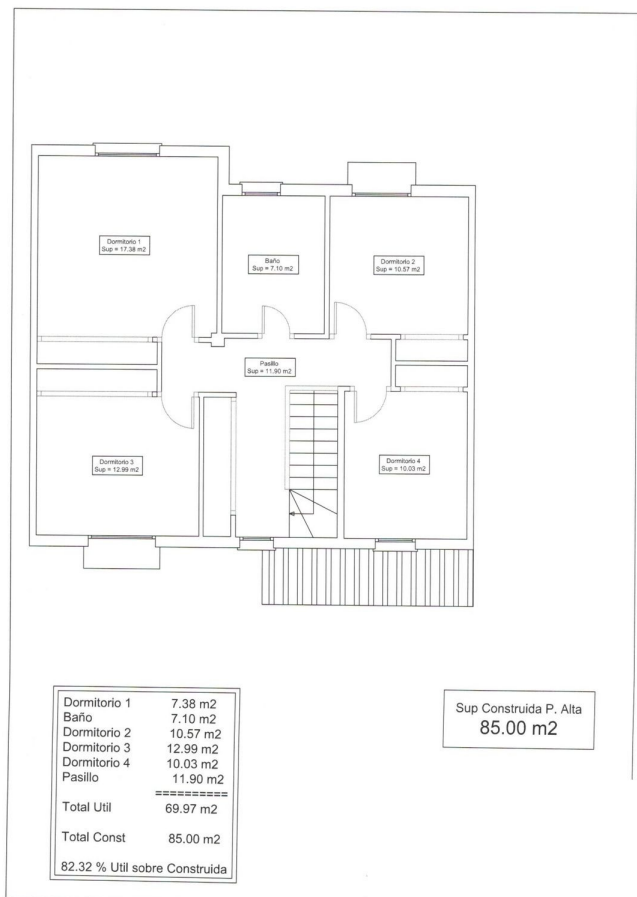 Dormitorio 1
Sup = 17.38 m2
Baño
Sup = 7.10 m2
Dormitorio 2
Sup = 10.57 m2
Pasillo
Sup = 11.90 m2
Dormitorio 3
Sup = 12.99 m2
Dormitorio 4
Sup = 10.03 m2
Dormitorio 1 7.38 m2
Baño 7.10 m2
Dormitorio 2 10.57 m2
Dormitorio 3 12.99 m2
Dormitorio 4 10.03 m2
Pasillo 11.90 m2
==========
Total Util 69.97 m2
Total Const 85.00 m2
82.32 % Util sobre Construida
Sup Construida P. Alta
85.00 m2